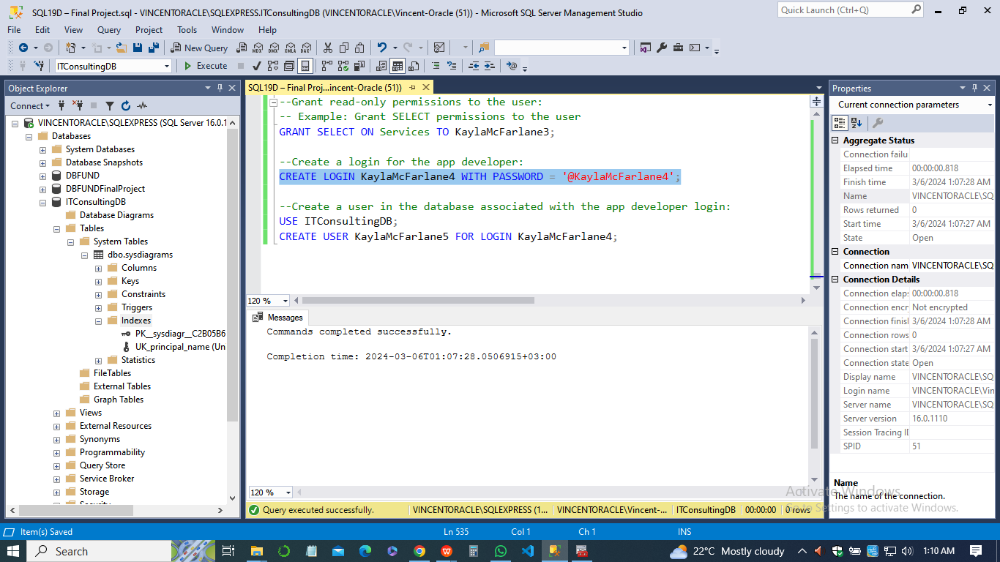 SQL19D – Final Project.sql - VINCENTORACLE\SQLEXPRESS.ITConsultingDB (VINCENTORACLE\Vincent-Oracle (51)) - Microsoft SQL Server Management Studio
Quick Launch (Ctrl+Q)
File Edit View Query Project Tools Window Help
New Query MDX DMX XMLA DAX
ITConsultingDB Execute
Object Explorer
Connect
VINCENTORACLE\SQLEXPRESS (SQL Server 16.0.1
Databases
System Databases
Database Snapshots
DBFUND
DBFUNDFinalProject
ITConsultingDB
Database Diagrams
Tables
System Tables
dbo.sysdiagrams
Columns
Keys
Constraints
Triggers
Indexes
PK__sysdiagr__C2B05B6
UK_principal_name (Un
Statistics
FileTables
External Tables
Graph Tables
Views
External Resources
Synonyms
Programmability
Query Store
Service Broker
Storage
Security
SQL19D – Final Proj...incent-Oracle (51))
--Grant read-only permissions to the user:
-- Example: Grant SELECT permissions to the user
GRANT SELECT ON Services TO KaylaMcFarlane3;
--Create a login for the app developer:
CREATE LOGIN KaylaMcFarlane4 WITH PASSWORD = '@KaylaMcFarlane4';
--Create a user in the database associated with the app developer login:
USE ITConsultingDB;
CREATE USER KaylaMcFarlane5 FOR LOGIN KaylaMcFarlane4;
120 %
Messages
Commands completed successfully.
Completion time: 2024-03-06T01:07:28.0506915+03:00
120 %
Query executed successfully. VINCENTORACLE\SQLEXPRESS (1... VINCENTORACLE\Vincent-... ITConsultingDB 00:00:00 0 rows
Properties
Current connection parameters
Aggregate Status
Connection failu
Elapsed time 00:00:00.818
Finish time 3/6/2024 1:07:28 AM
Name VINCENTORACLE\SQ
Rows returned 0
Start time 3/6/2024 1:07:27 AM
State Open
Connection
Connection nam VINCENTORACLE\SQ
Connection Details
Connection elap: 00:00:00.818
Connection encr Not encrypted
Connection finisl 3/6/2024 1:07:28 AM
Connection rows 0
Connection start 3/6/2024 1:07:27 AM
Connection state Open
Display name VINCENTORACLE\SQ
Login name VINCENTORACLE\Vin
Server name VINCENTORACLE\SQ
Server version 16.0.1110
Session Tracing ID
SPID 51
Name
The name of the connection.
Activate Windows
Go to Settings to activate Windows.
Item(s) Saved Ln 535 Col 1 Ch 1 INS
Search 22°C Mostly cloudy 1:10 AM